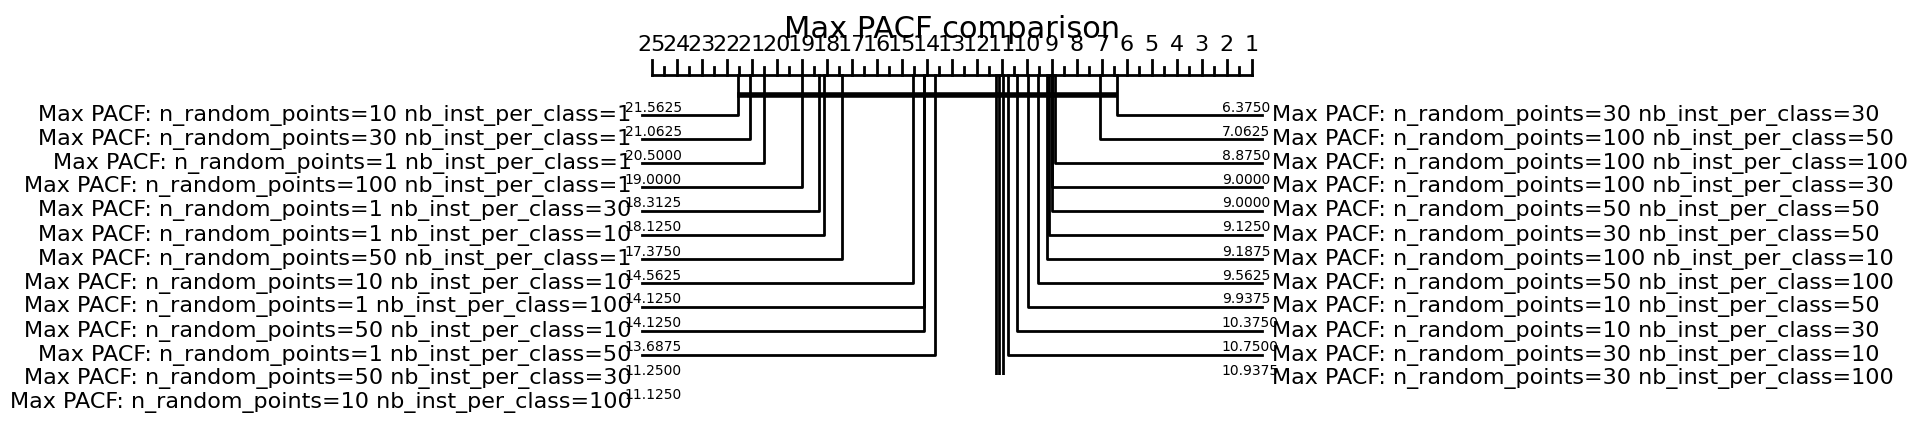 Max PACF comparison
25 24 23 22 21 20 19 18 17 16 15 14 13 12 11 10 9 8 7 6 5 4 3 2 1
Max PACF: n_random_points=10 nb_inst_per_class=1 21.5625 6.3750 Max PACF: n_random_points=30 nb_inst_per_class=30
Max PACF: n_random_points=30 nb_inst_per_class=1 21.0625 7.0625 Max PACF: n_random_points=100 nb_inst_per_class=50
Max PACF: n_random_points=1 nb_inst_per_class=1 20.5000 8.8750 Max PACF: n_random_points=100 nb_inst_per_class=100
Max PACF: n_random_points=100 nb_inst_per_class=1 19.0000 9.0000 Max PACF: n_random_points=100 nb_inst_per_class=30
Max PACF: n_random_points=1 nb_inst_per_class=30 18.3125 9.0000 Max PACF: n_random_points=50 nb_inst_per_class=50
Max PACF: n_random_points=1 nb_inst_per_class=10 18.1250 9.1250 Max PACF: n_random_points=30 nb_inst_per_class=50
Max PACF: n_random_points=50 nb_inst_per_class=1 17.3750 9.1875 Max PACF: n_random_points=100 nb_inst_per_class=10
Max PACF: n_random_points=10 nb_inst_per_class=10 14.5625 9.5625 Max PACF: n_random_points=50 nb_inst_per_class=100
Max PACF: n_random_points=1 nb_inst_per_class=100 14.1250 9.9375 Max PACF: n_random_points=10 nb_inst_per_class=50
Max PACF: n_random_points=50 nb_inst_per_class=10 14.1250 10.3750 Max PACF: n_random_points=10 nb_inst_per_class=30
Max PACF: n_random_points=1 nb_inst_per_class=50 13.6875 10.7500 Max PACF: n_random_points=30 nb_inst_per_class=10
Max PACF: n_random_points=50 nb_inst_per_class=30 11.2500 10.9375 Max PACF: n_random_points=30 nb_inst_per_class=100
Max PACF: n_random_points=10 nb_inst_per_class=100 11.1250